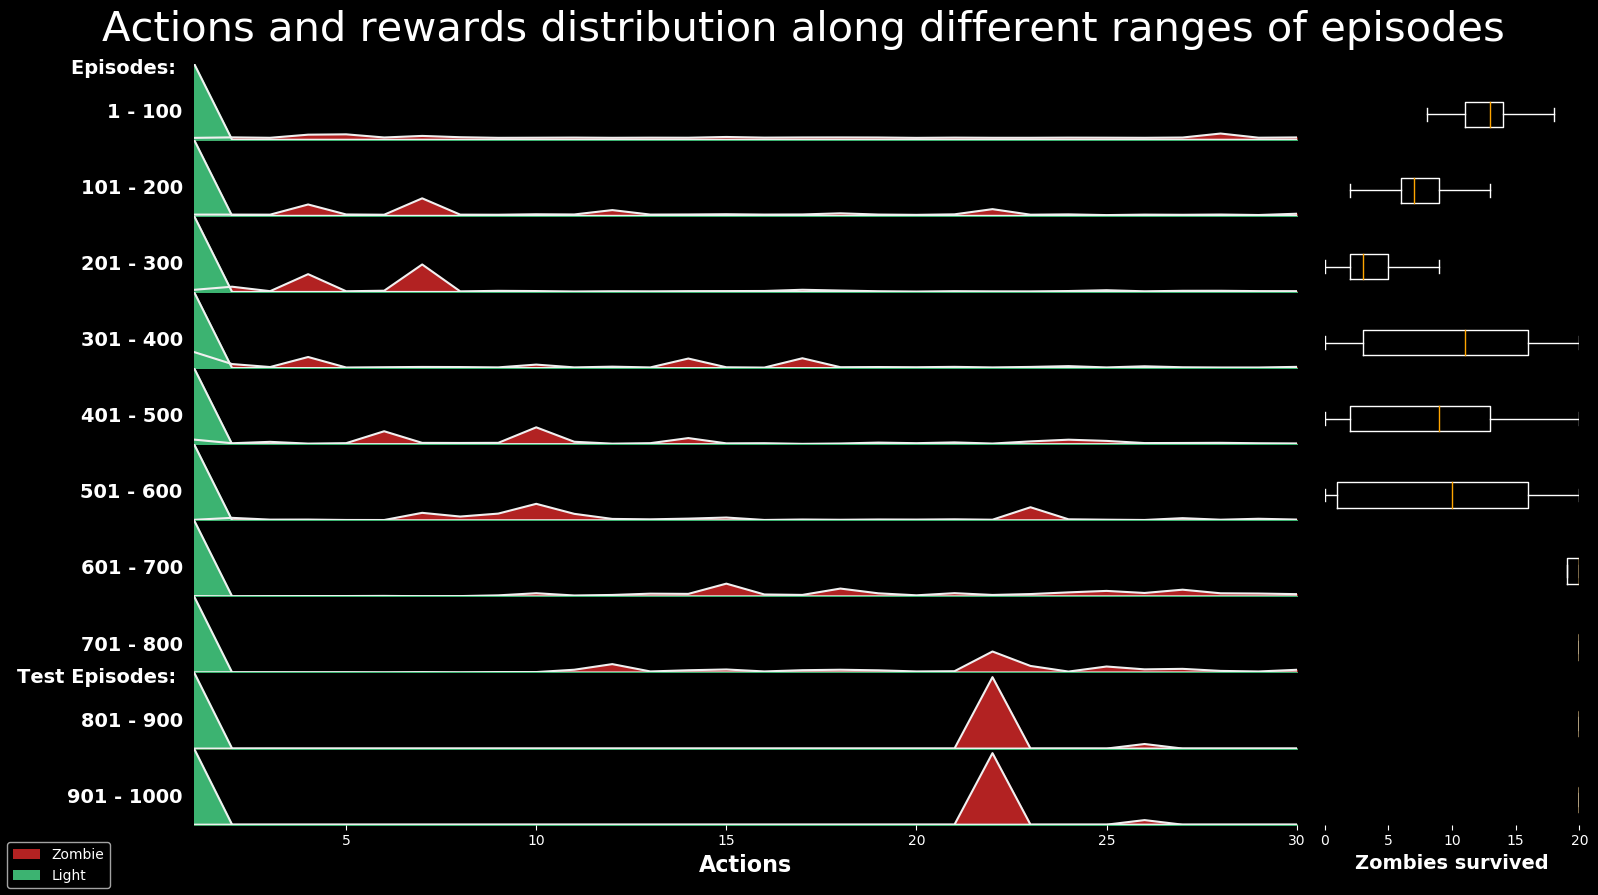 Actions and rewards distribution along different ranges of episodes
Episodes:
1 - 100
101 - 200
201 - 300
301 - 400
401 - 500
501 - 600
601 - 700
701 - 800
Test Episodes:
801 - 900
901 - 1000
5 10 15 20 25 30
0 5 10 15 20
Actions
Zombies survived
Zombie
Light